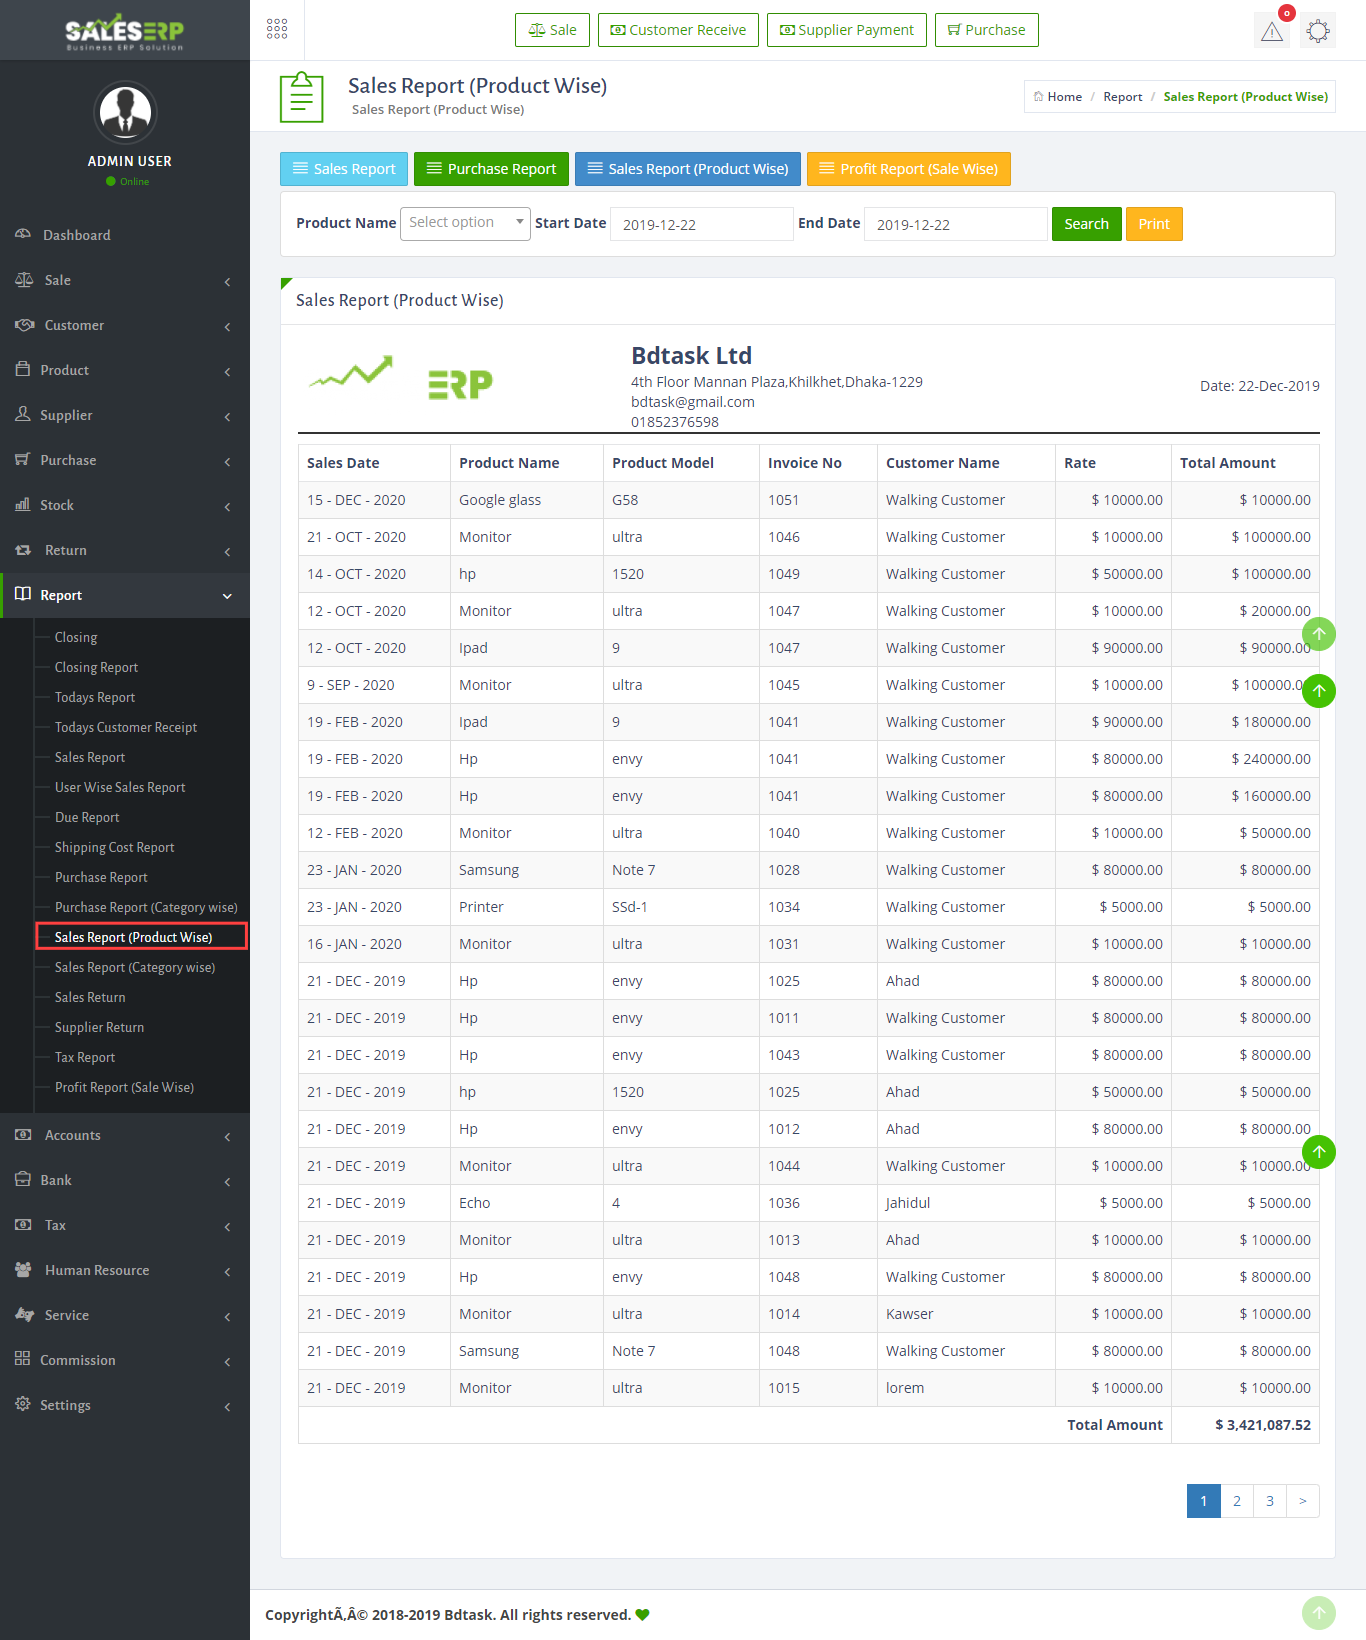 SALESERP
Business ERP Solution
Sale
Customer Receive
Supplier Payment
Purchase
0
ADMIN USER
Online
Dashboard
Sale
Customer
Product
Supplier
Purchase
Stock
Return
Report
Closing
Closing Report
Todays Report
Todays Customer Receipt
Sales Report
User Wise Sales Report
Due Report
Shipping Cost Report
Purchase Report
Purchase Report (Category wise)
Sales Report (Product Wise)
Sales Report (Category wise)
Sales Return
Supplier Return
Tax Report
Profit Report (Sale Wise)
Accounts
Bank
Tax
Human Resource
Service
Commission
Settings
Sales Report (Product Wise)
Sales Report (Product Wise)
Home / Report / Sales Report (Product Wise)
Sales Report
Purchase Report
Sales Report (Product Wise)
Profit Report (Sale Wise)
Product Name Select option Start Date 2019-12-22 End Date 2019-12-22 Search Print
Sales Report (Product Wise)
ERP
Bdtask Ltd
4th Floor Mannan Plaza,Khilkhet,Dhaka-1229
bdtask@gmail.com
01852376598
Date: 22-Dec-2019
Sales Date Product Name Product Model Invoice No Customer Name Rate Total Amount
15 - DEC - 2020 Google glass G58 1051 Walking Customer $ 10000.00 $ 10000.00
21 - OCT - 2020 Monitor ultra 1046 Walking Customer $ 10000.00 $ 100000.00
14 - OCT - 2020 hp 1520 1049 Walking Customer $ 50000.00 $ 100000.00
12 - OCT - 2020 Monitor ultra 1047 Walking Customer $ 10000.00 $ 20000.00
12 - OCT - 2020 Ipad 9 1047 Walking Customer $ 90000.00 $ 90000.00
9 - SEP - 2020 Monitor ultra 1045 Walking Customer $ 10000.00 $ 100000.00
19 - FEB - 2020 Ipad 9 1041 Walking Customer $ 90000.00 $ 180000.00
19 - FEB - 2020 Hp envy 1041 Walking Customer $ 80000.00 $ 240000.00
19 - FEB - 2020 Hp envy 1041 Walking Customer $ 80000.00 $ 160000.00
12 - FEB - 2020 Monitor ultra 1040 Walking Customer $ 10000.00 $ 50000.00
23 - JAN - 2020 Samsung Note 7 1028 Walking Customer $ 80000.00 $ 80000.00
23 - JAN - 2020 Printer SSd-1 1034 Walking Customer $ 5000.00 $ 5000.00
16 - JAN - 2020 Monitor ultra 1031 Walking Customer $ 10000.00 $ 10000.00
21 - DEC - 2019 Hp envy 1025 Ahad $ 80000.00 $ 80000.00
21 - DEC - 2019 Hp envy 1011 Walking Customer $ 80000.00 $ 80000.00
21 - DEC - 2019 Hp envy 1043 Walking Customer $ 80000.00 $ 80000.00
21 - DEC - 2019 hp 1520 1025 Ahad $ 50000.00 $ 50000.00
21 - DEC - 2019 Hp envy 1012 Ahad $ 80000.00 $ 80000.00
21 - DEC - 2019 Monitor ultra 1044 Walking Customer $ 10000.00 $ 10000.00
21 - DEC - 2019 Echo 4 1036 Jahidul $ 5000.00 $ 5000.00
21 - DEC - 2019 Monitor ultra 1013 Ahad $ 10000.00 $ 10000.00
21 - DEC - 2019 Hp envy 1048 Walking Customer $ 80000.00 $ 80000.00
21 - DEC - 2019 Monitor ultra 1014 Kawser $ 10000.00 $ 10000.00
21 - DEC - 2019 Samsung Note 7 1048 Walking Customer $ 80000.00 $ 80000.00
21 - DEC - 2019 Monitor ultra 1015 lorem $ 10000.00 $ 10000.00
Total Amount $ 3,421,087.52
1 2 3 >
CopyrightÃ‚Â© 2018-2019 Bdtask. All rights reserved.